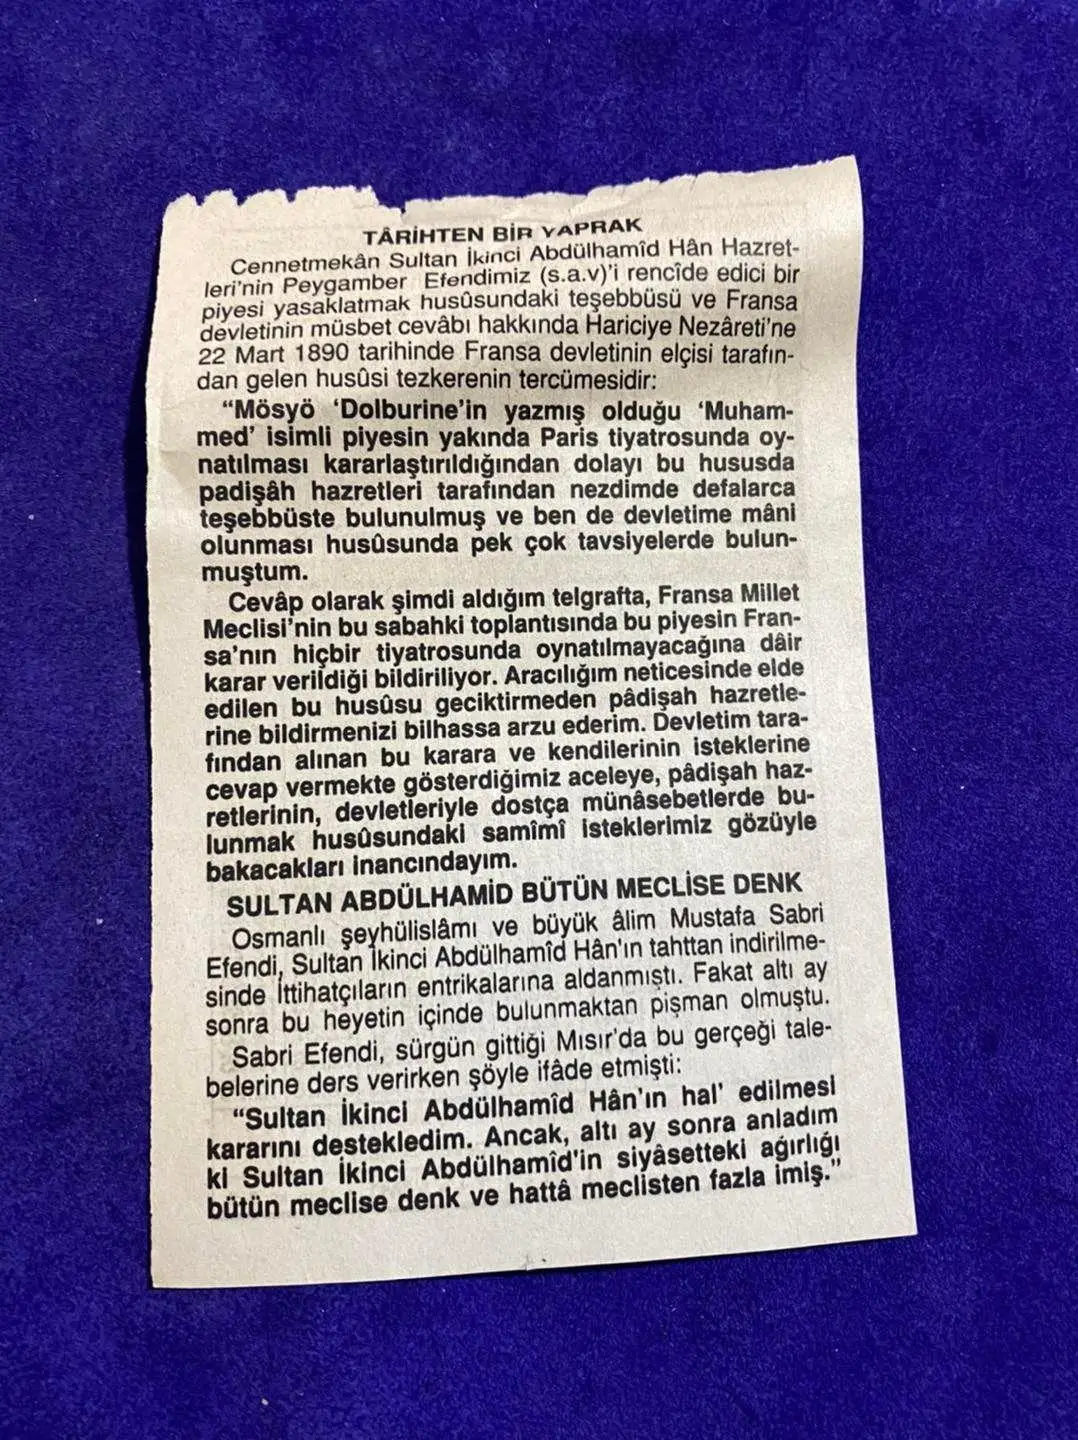 TÂRİHTEN BİR YAPRAK
Cennetmekân Sultan İkinci Abdülhamîd Hân Hazret-
leri'nin Peygamber Efendimiz (s.a.v)'i rencîde edici bir
piyesi yasaklatmak husûsundaki teşebbüsü ve Fransa
devletinin müsbet cevâbı hakkında Hariciye Nezâreti'ne
22 Mart 1890 tarihinde Fransa devletinin elçisi tarafın-
dan gelen husûsi tezkerenin tercümesidir:
“Mösyö ‘Dolburine’in yazmış olduğu ‘Muham-
med’ isimli piyesin yakında Paris tiyatrosunda oy-
natılması kararlaştırıldığından dolayı bu hususda
padişâh hazretleri tarafından nezdimde defalarca
teşebbüste bulunulmuş ve ben de devletime mâni
olunması husûsunda pek çok tavsiyelerde bulun-
muştum.
Cevâp olarak şimdi aldığım telgrafta, Fransa Millet
Meclisi’nin bu sabahki toplantısında bu piyesin Fran-
sa’nın hiçbir tiyatrosunda oynatılmayacağına dâir
karar verildiği bildiriliyor. Aracılığım neticesinde elde
edilen bu husûsu geciktirmeden pâdişah hazretle-
rine bildirmenizi bilhassa arzu ederim. Devletim tara-
fından alınan bu karara ve kendilerinin isteklerine
cevap vermekte gösterdiğimiz aceleye, pâdişah haz-
retlerinin, devletleriyle dostça münâsebetlerde bu-
lunmak husûsundaki samîmî isteklerimiz gözüyle
bakacakları inancındayım.
SULTAN ABDÜLHAMİD BÜTÜN MECLİSE DENK
Osmanlı şeyhülislâmı ve büyük âlim Mustafa Sabri
Efendi, Sultan İkinci Abdülhamîd Hân'ın tahttan indirilme-
sinde İttihatçıların entrikalarına aldanmıştı. Fakat altı ay
sonra bu heyetin içinde bulunmaktan pişman olmuştu.
Sabri Efendi, sürgün gittiği Mısır'da bu gerçeği tale-
belerine ders verirken şöyle ifâde etmişti:
“Sultan İkinci Abdülhamîd Hân'ın hal’ edilmesi
kararını destekledim. Ancak, altı ay sonra anladım
ki Sultan İkinci Abdülhamîd'in siyâsetteki ağırlığı
bütün meclise denk ve hattâ meclisten fazla imiş.”